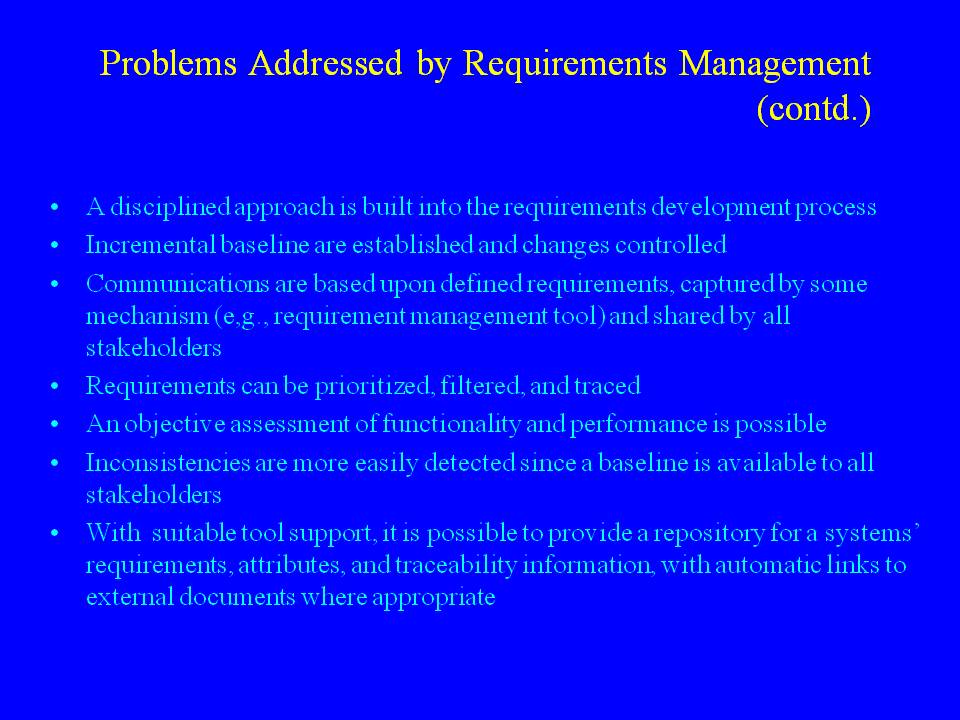 Problems Addressed by Requirements Management
(contd.)
• A disciplined approach is built into the requirements development process
• Incremental baseline are established and changes controlled
• Communications are based upon defined requirements, captured by some
mechanism (e,g., requirement management tool) and shared by all
stakeholders
• Requirements can be prioritized, filtered, and traced
• An objective assessment of functionality and performance is possible
• Inconsistencies are more easily detected since a baseline is available to all
stakeholders
• With suitable tool support, it is possible to provide a repository for a systems’
requirements, attributes, and traceability information, with automatic links to
external documents where appropriate